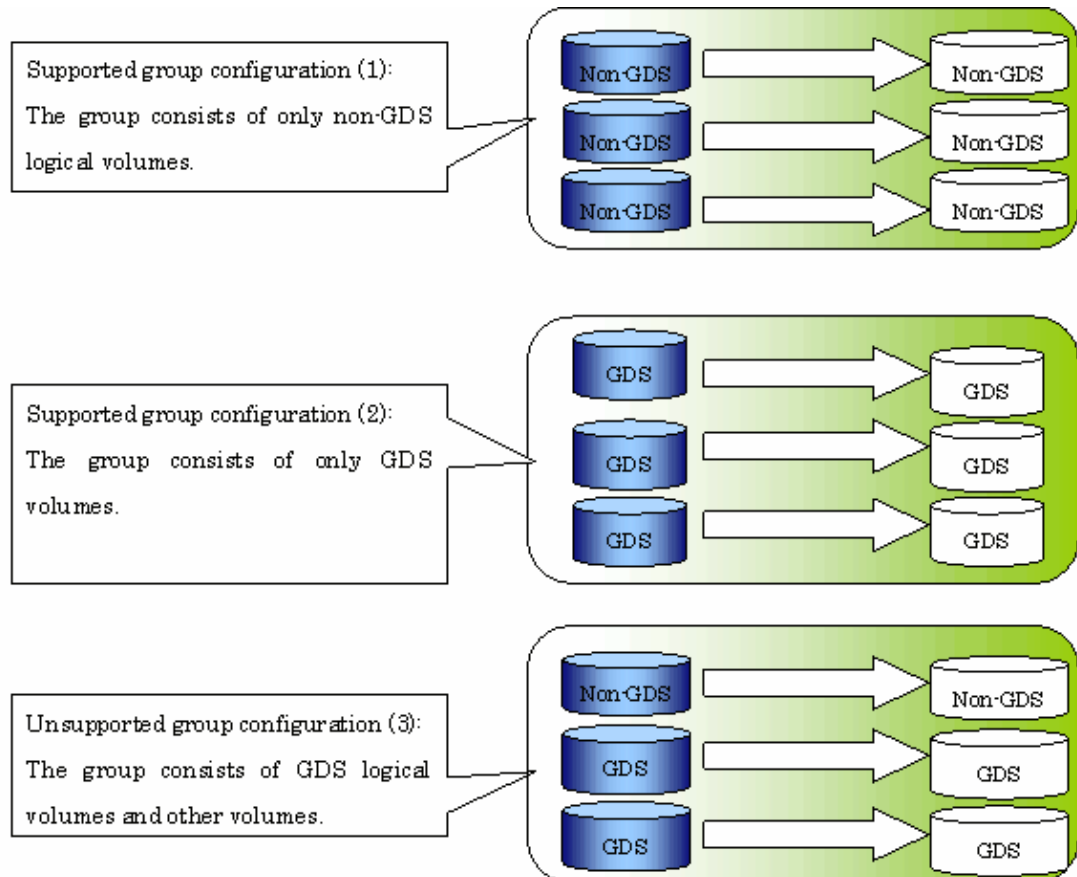 Supported group configuration (1):
The group consists of only non-GDS
logical volumes.
Non-GDS
Non-GDS
Non-GDS
Non-GDS
Non-GDS
Non-GDS
Supported group configuration (2):
The group consists of only GDS
volumes.
GDS
GDS
GDS
GDS
GDS
GDS
Unsupported group configuration (3):
The group consists of GDS logical
volumes and other volumes.
Non-GDS
Non-GDS
GDS
GDS
GDS
GDS